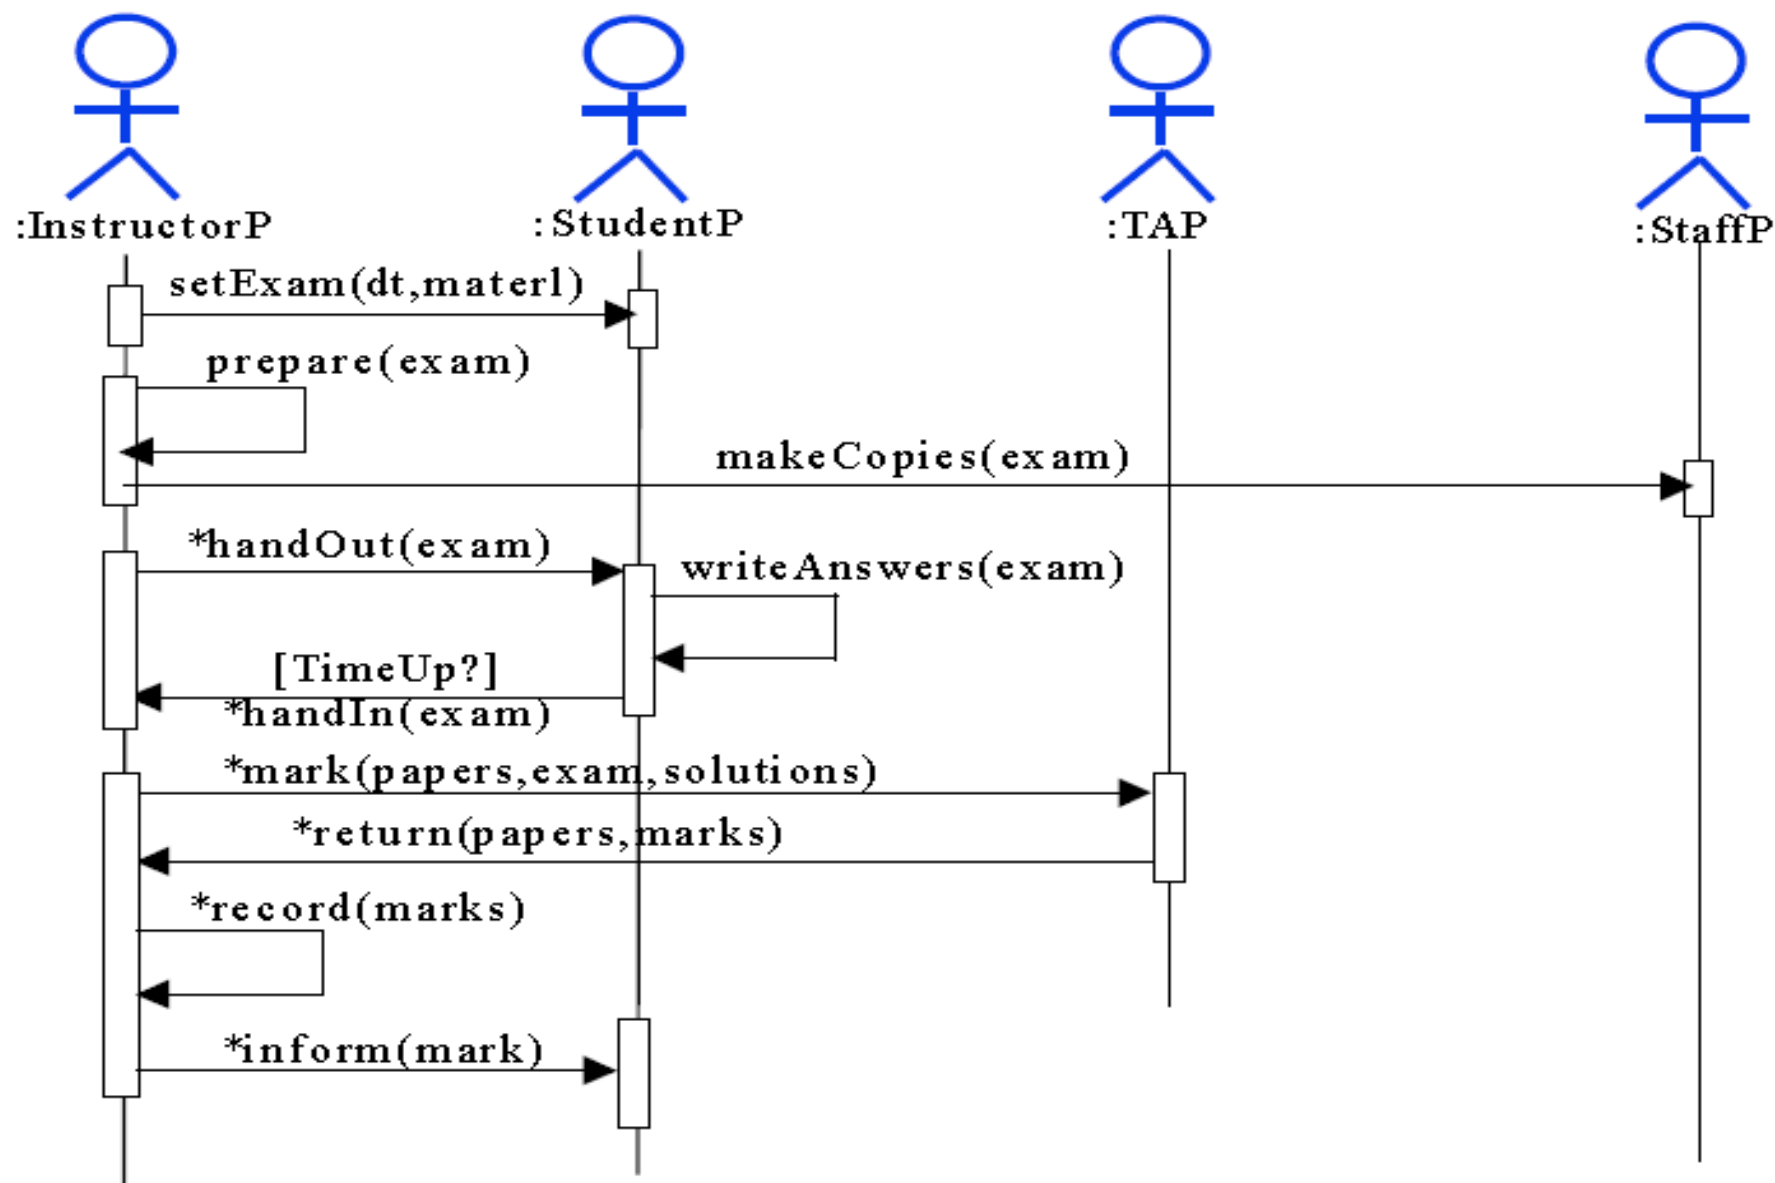 :InstructorP
:StudentP
:TAP
:StaffP
setExam(dt,materl)
prepare(exam)
makeCopies(exam)
*handOut(exam)
writeAnswers(exam)
[TimeUp?]
*handIn(exam)
*mark(papers,exam,solutions)
*return(papers,marks)
*record(marks)
*inform(mark)